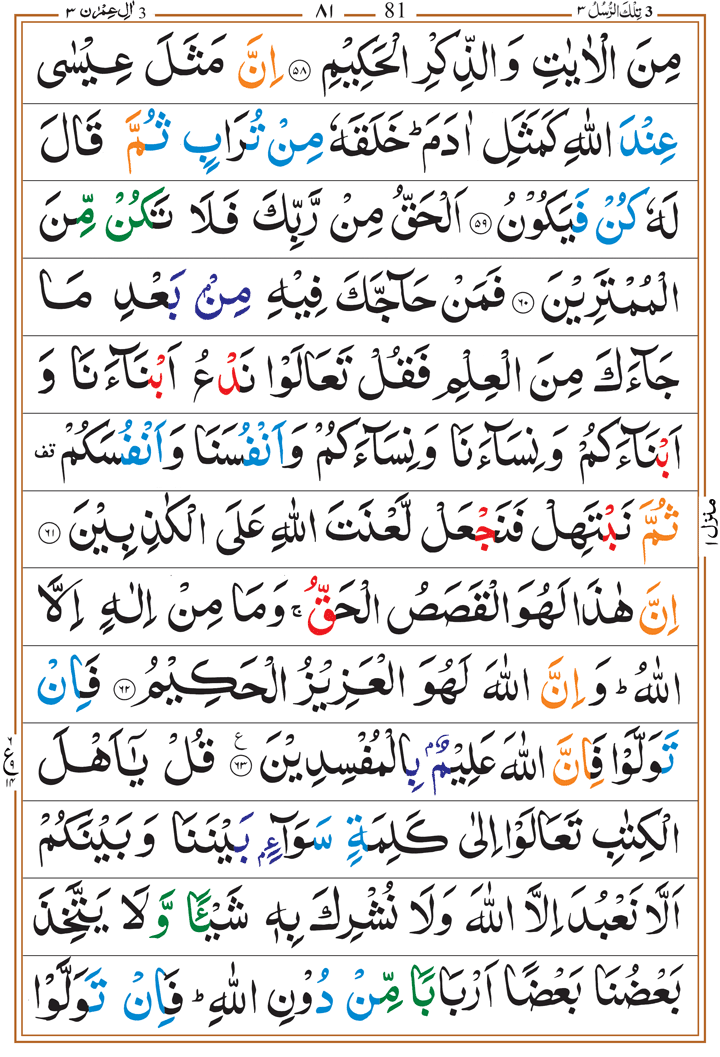 3 تِلْكَ الرُّسُلُ ٣
81
٨١
3 اٰلِ عِمْرٰن ٣
مِنَ الْاٰيٰتِ وَالذِّكْرِ الْحَكِيْمِ ۝٥٨ اِنَّ مَثَلَ عِيْسٰى
عِنْدَ اللّٰهِ كَمَثَلِ اٰدَمَ ؕ خَلَقَهٗ مِنْ تُرَابٍ ثُمَّ قَالَ
لَهٗ كُنْ فَيَكُوْنُ ۝٥٩ اَلْحَقُّ مِنْ رَّبِّكَ فَلَا تَكُنْ مِّنَ
الْمُمْتَرِيْنَ ۝٦٠ فَمَنْ حَآجَّكَ فِيْهِ مِنْۢ بَعْدِ مَا
جَآءَكَ مِنَ الْعِلْمِ فَقُلْ تَعَالَوْا نَدْعُ اَبْنَآءَنَا وَ
اَبْنَآءَكُمْ وَنِسَآءَنَا وَنِسَآءَكُمْ وَاَنْفُسَنَا وَاَنْفُسَكُمْ قف
ثُمَّ نَبْتَهِلْ فَنَجْعَلْ لَّعْنَتَ اللّٰهِ عَلَى الْكٰذِبِيْنَ ۝٦١
اِنَّ هٰذَا لَهُوَ الْقَصَصُ الْحَقُّ ۚ وَمَا مِنْ اِلٰهٍ اِلَّا
اللّٰهُ ؕ وَاِنَّ اللّٰهَ لَهُوَ الْعَزِيْزُ الْحَكِيْمُ ۝٦٢ فَاِنْ
تَوَلَّوْا فَاِنَّ اللّٰهَ عَلِيْمٌۢ بِالْمُفْسِدِيْنَ ۝٦٣ ع قُلْ يٰۤاَهْلَ
الْكِتٰبِ تَعَالَوْا اِلٰى كَلِمَةٍ سَوَآءٍۭ بَيْنَنَا وَبَيْنَكُمْ
اَلَّا نَعْبُدَ اِلَّا اللّٰهَ وَلَا نُشْرِكَ بِهٖ شَيْـًٔا وَّلَا يَتَّخِذَ
بَعْضُنَا بَعْضًا اَرْبَابًا مِّنْ دُوْنِ اللّٰهِ ؕ فَاِنْ تَوَلَّوْا
منزل ١
٦
ع
٩
١٤